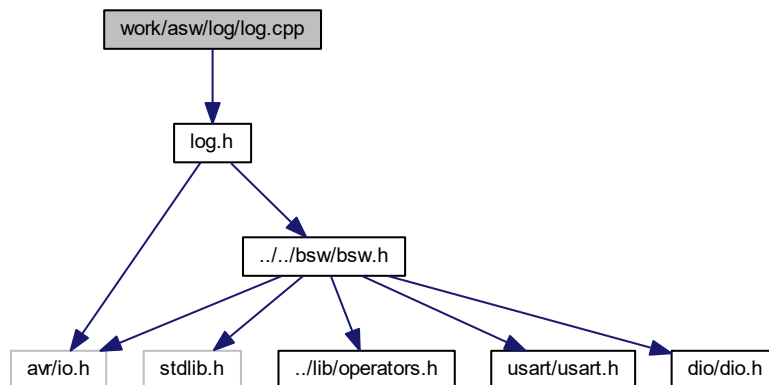 work/asw/log/log.cpp
log.h
../../bsw/bsw.h
avr/io.h
stdlib.h
../lib/operators.h
usart/usart.h
dio/dio.h